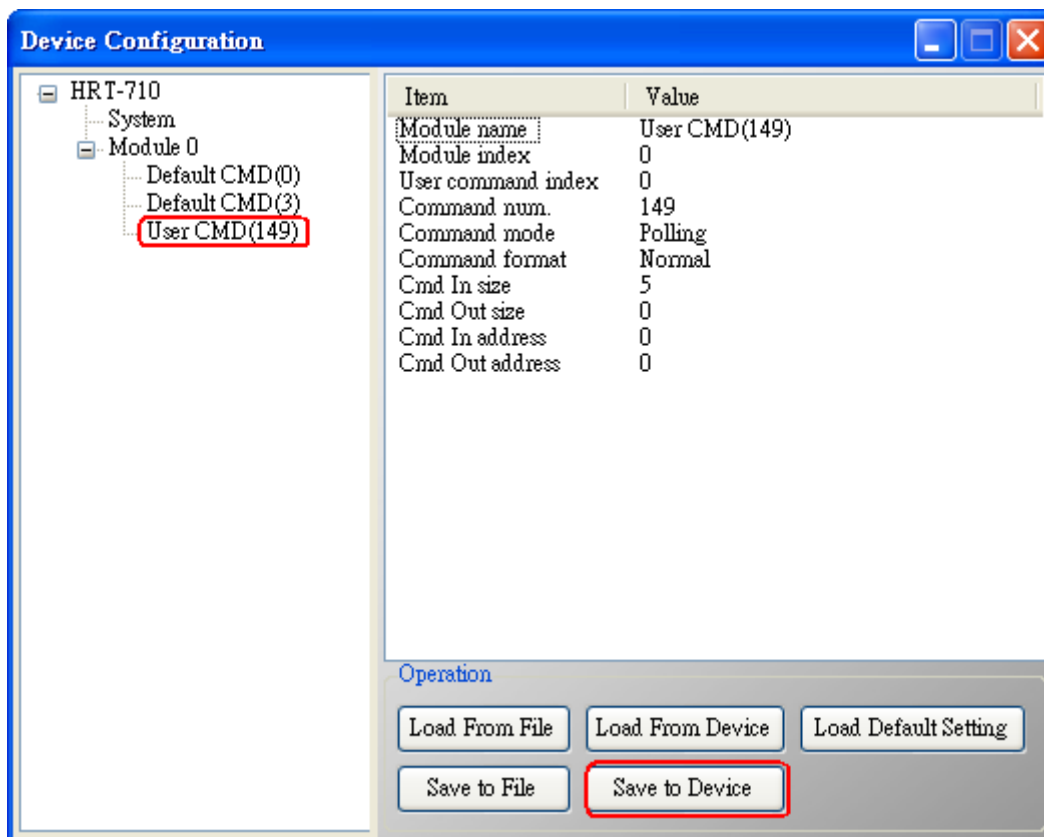 Device Configuration
HRT-710
System
Module 0
Default CMD(0)
Default CMD(3)
User CMD(149)
Item Value
Module name User CMD(149)
Module index 0
User command index 0
Command num. 149
Command mode Polling
Command format Normal
Cmd In size 5
Cmd Out size 0
Cmd In address 0
Cmd Out address 0
Operation
Load From File Load From Device Load Default Setting
Save to File Save to Device